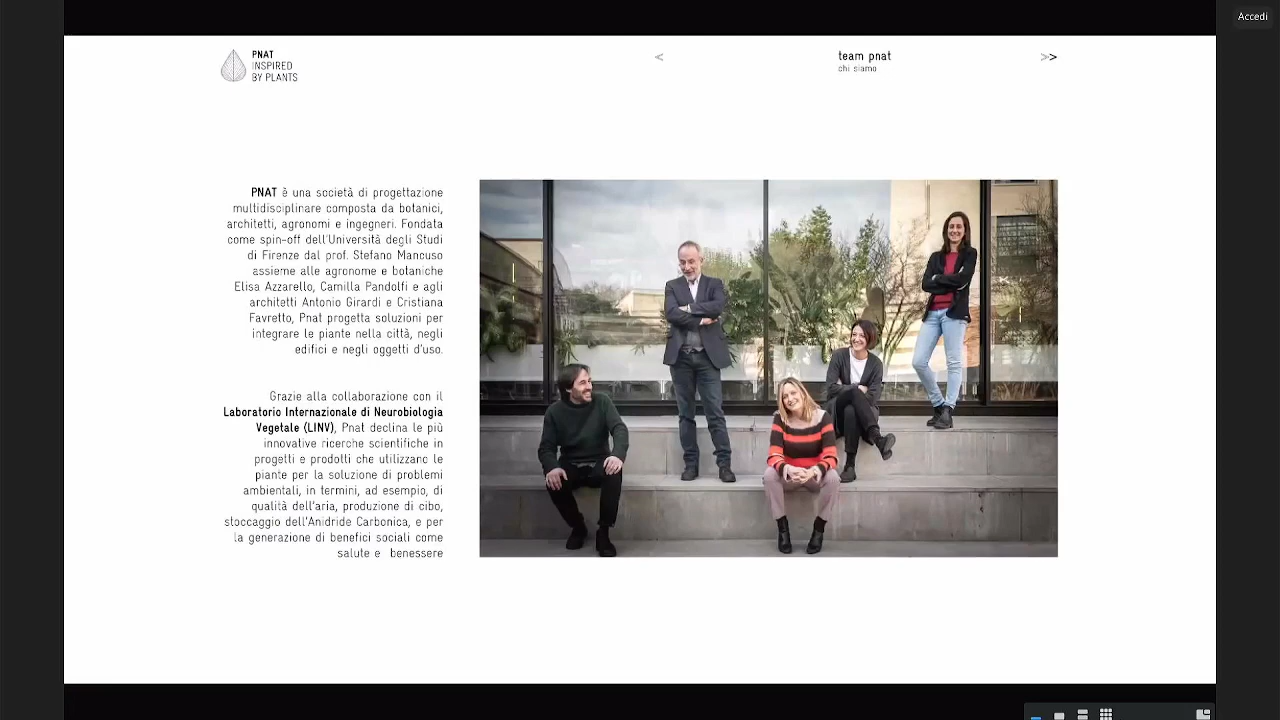 Accedi
PNAT
INSPIRED
BY PLANTS
<
team pnat
chi siamo
>>
PNAT è una società di progettazione
multidisciplinare composta da botanici,
architetti, agronomi e ingegneri. Fondata
come spin-off dell'Università degli Studi
di Firenze dal prof. Stefano Mancuso
assieme alle agronome e botaniche
Elisa Azzarello, Camilla Pandolfi e agli
architetti Antonio Girardi e Cristiana
Favretto, Pnat progetta soluzioni per
integrare le piante nella città, negli
edifici e negli oggetti d'uso.
Grazie alla collaborazione con il
Laboratorio Internazionale di Neurobiologia
Vegetale (LINV), Pnat declina le più
innovative ricerche scientifiche in
progetti e prodotti che utilizzano le
piante per la soluzione di problemi
ambientali, in termini, ad esempio, di
qualità dell'aria, produzione di cibo,
stoccaggio dell'Anidride Carbonica, e per
la generazione di benefici sociali come
salute e benessere